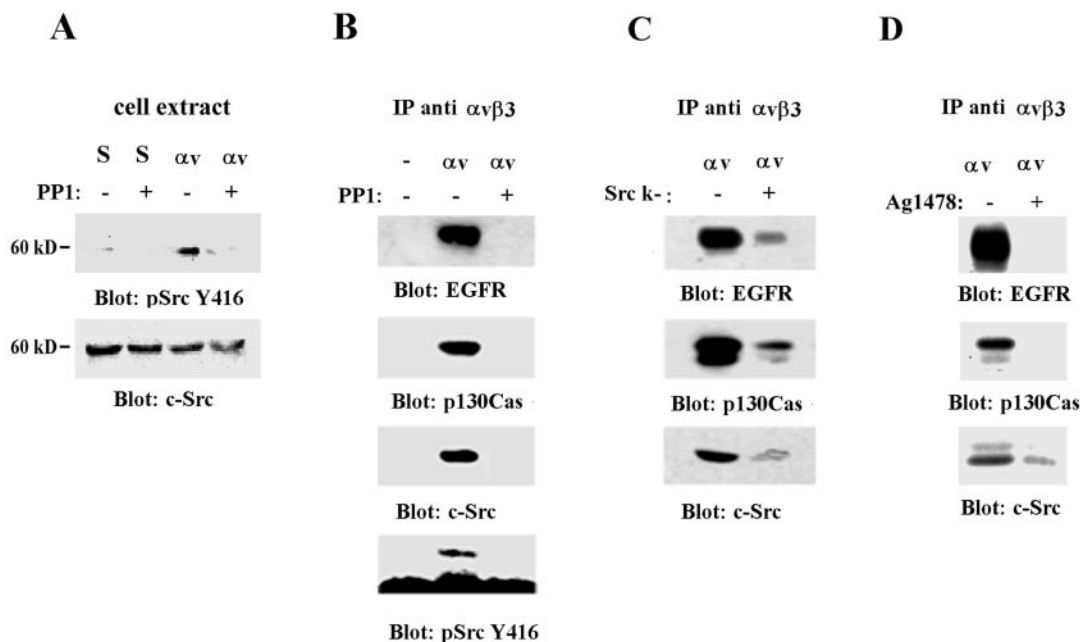 A
cell extract
S S αv αv
PP1: - + - +
60 kD
Blot: pSrc Y416
60 kD
Blot: c-Src
B
IP anti αvβ3
- αv αv
PP1: - - +
Blot: EGFR
Blot: p130Cas
Blot: c-Src
Blot: pSrc Y416
C
IP anti αvβ3
αv αv
Src k- : - +
Blot: EGFR
Blot: p130Cas
Blot: c-Src
D
IP anti αvβ3
αv αv
Ag1478: - +
Blot: EGFR
Blot: p130Cas
Blot: c-Src